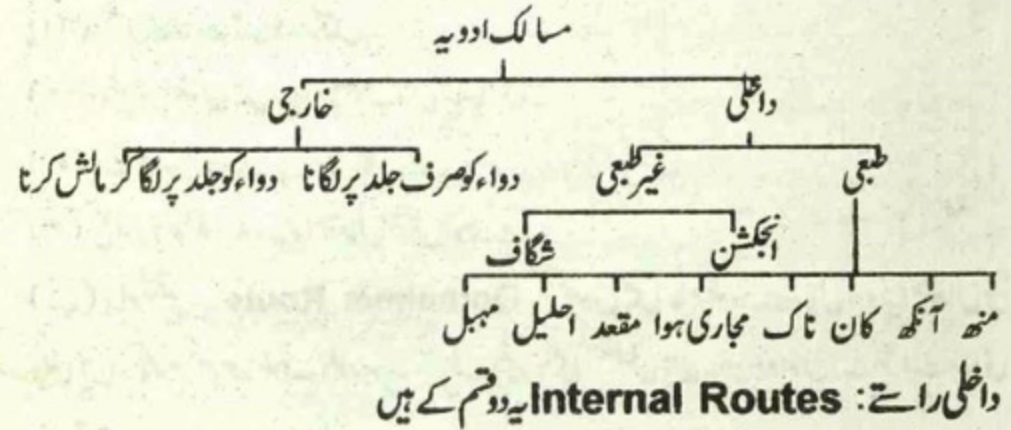 مسالک ادویہ
داخلی خارجی
طبعی غیر طبعی دواء کو صرف جلد پر لگانا دواء کو جلد پر لگا کر مالش کرنا
انجکشن شگاف
منھ آنکھ کان ناک مجاری ہوا مقعد احلیل مہبل
داخلی راستے: Internal Routes یہ دو قسم کے ہیں